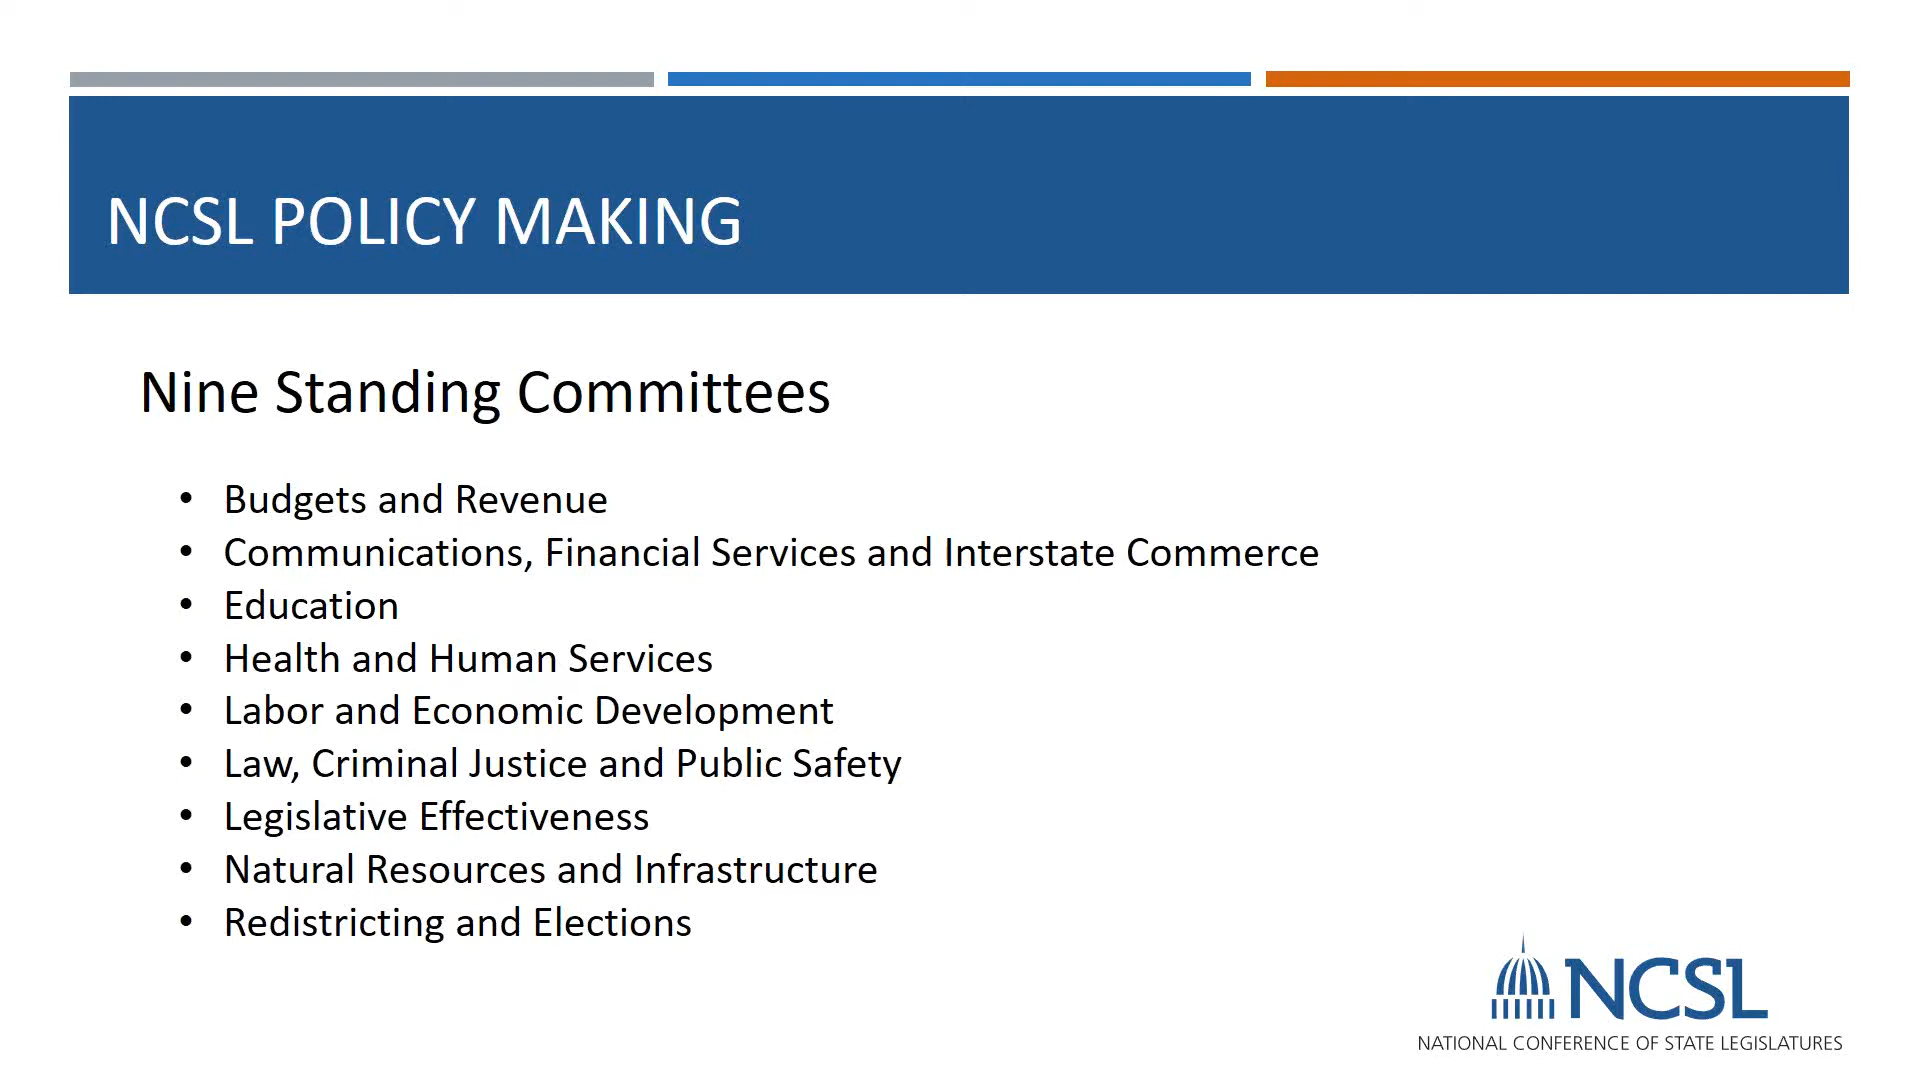 NCSL POLICY MAKING
Nine Standing Committees
• Budgets and Revenue
• Communications, Financial Services and Interstate Commerce
• Education
• Health and Human Services
• Labor and Economic Development
• Law, Criminal Justice and Public Safety
• Legislative Effectiveness
• Natural Resources and Infrastructure
• Redistricting and Elections
NCSL
NATIONAL CONFERENCE OF STATE LEGISLATURES